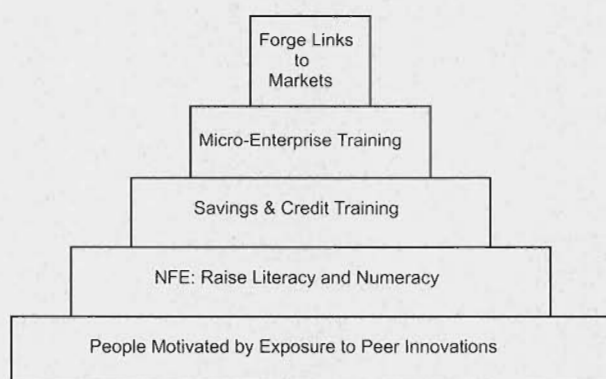 Forge Links
to
Markets
Micro-Enterprise Training
Savings & Credit Training
NFE: Raise Literacy and Numeracy
People Motivated by Exposure to Peer Innovations